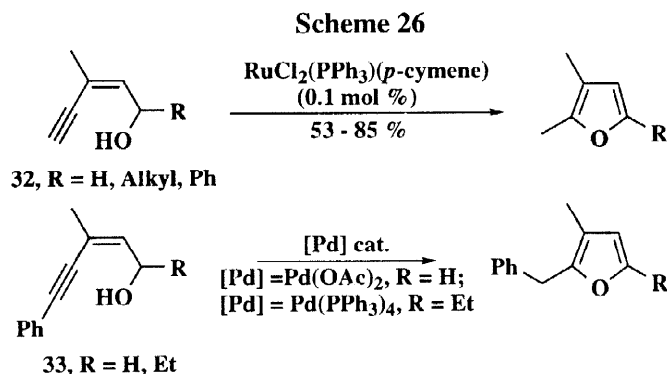 Scheme 26
RuCl2(PPh3)(p-cymene)
(0.1 mol %)
53 - 85 %
HO
R
O
R
32, R = H, Alkyl, Ph
[Pd] cat.
[Pd] =Pd(OAc)2, R = H;
[Pd] = Pd(PPh3)4, R = Et
HO
R
Ph
Ph
O
R
33, R = H, Et